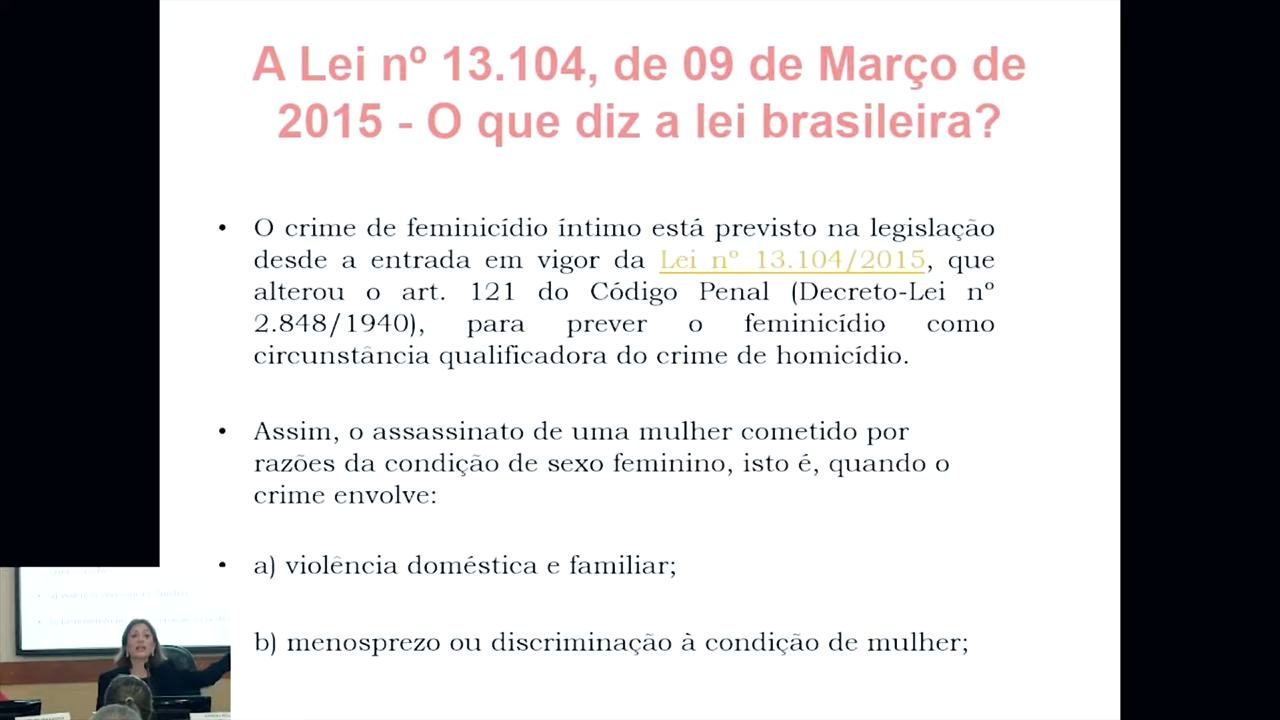 A Lei nº 13.104, de 09 de Março de
2015 - O que diz a lei brasileira?
• O crime de feminicídio íntimo está previsto na legislação
desde a entrada em vigor da Lei nº 13.104/2015, que
alterou o art. 121 do Código Penal (Decreto-Lei nº
2.848/1940), para prever o feminicídio como
circunstância qualificadora do crime de homicídio.
• Assim, o assassinato de uma mulher cometido por
razões da condição de sexo feminino, isto é, quando o
crime envolve:
• a) violência doméstica e familiar;
b) menosprezo ou discriminação à condição de mulher;